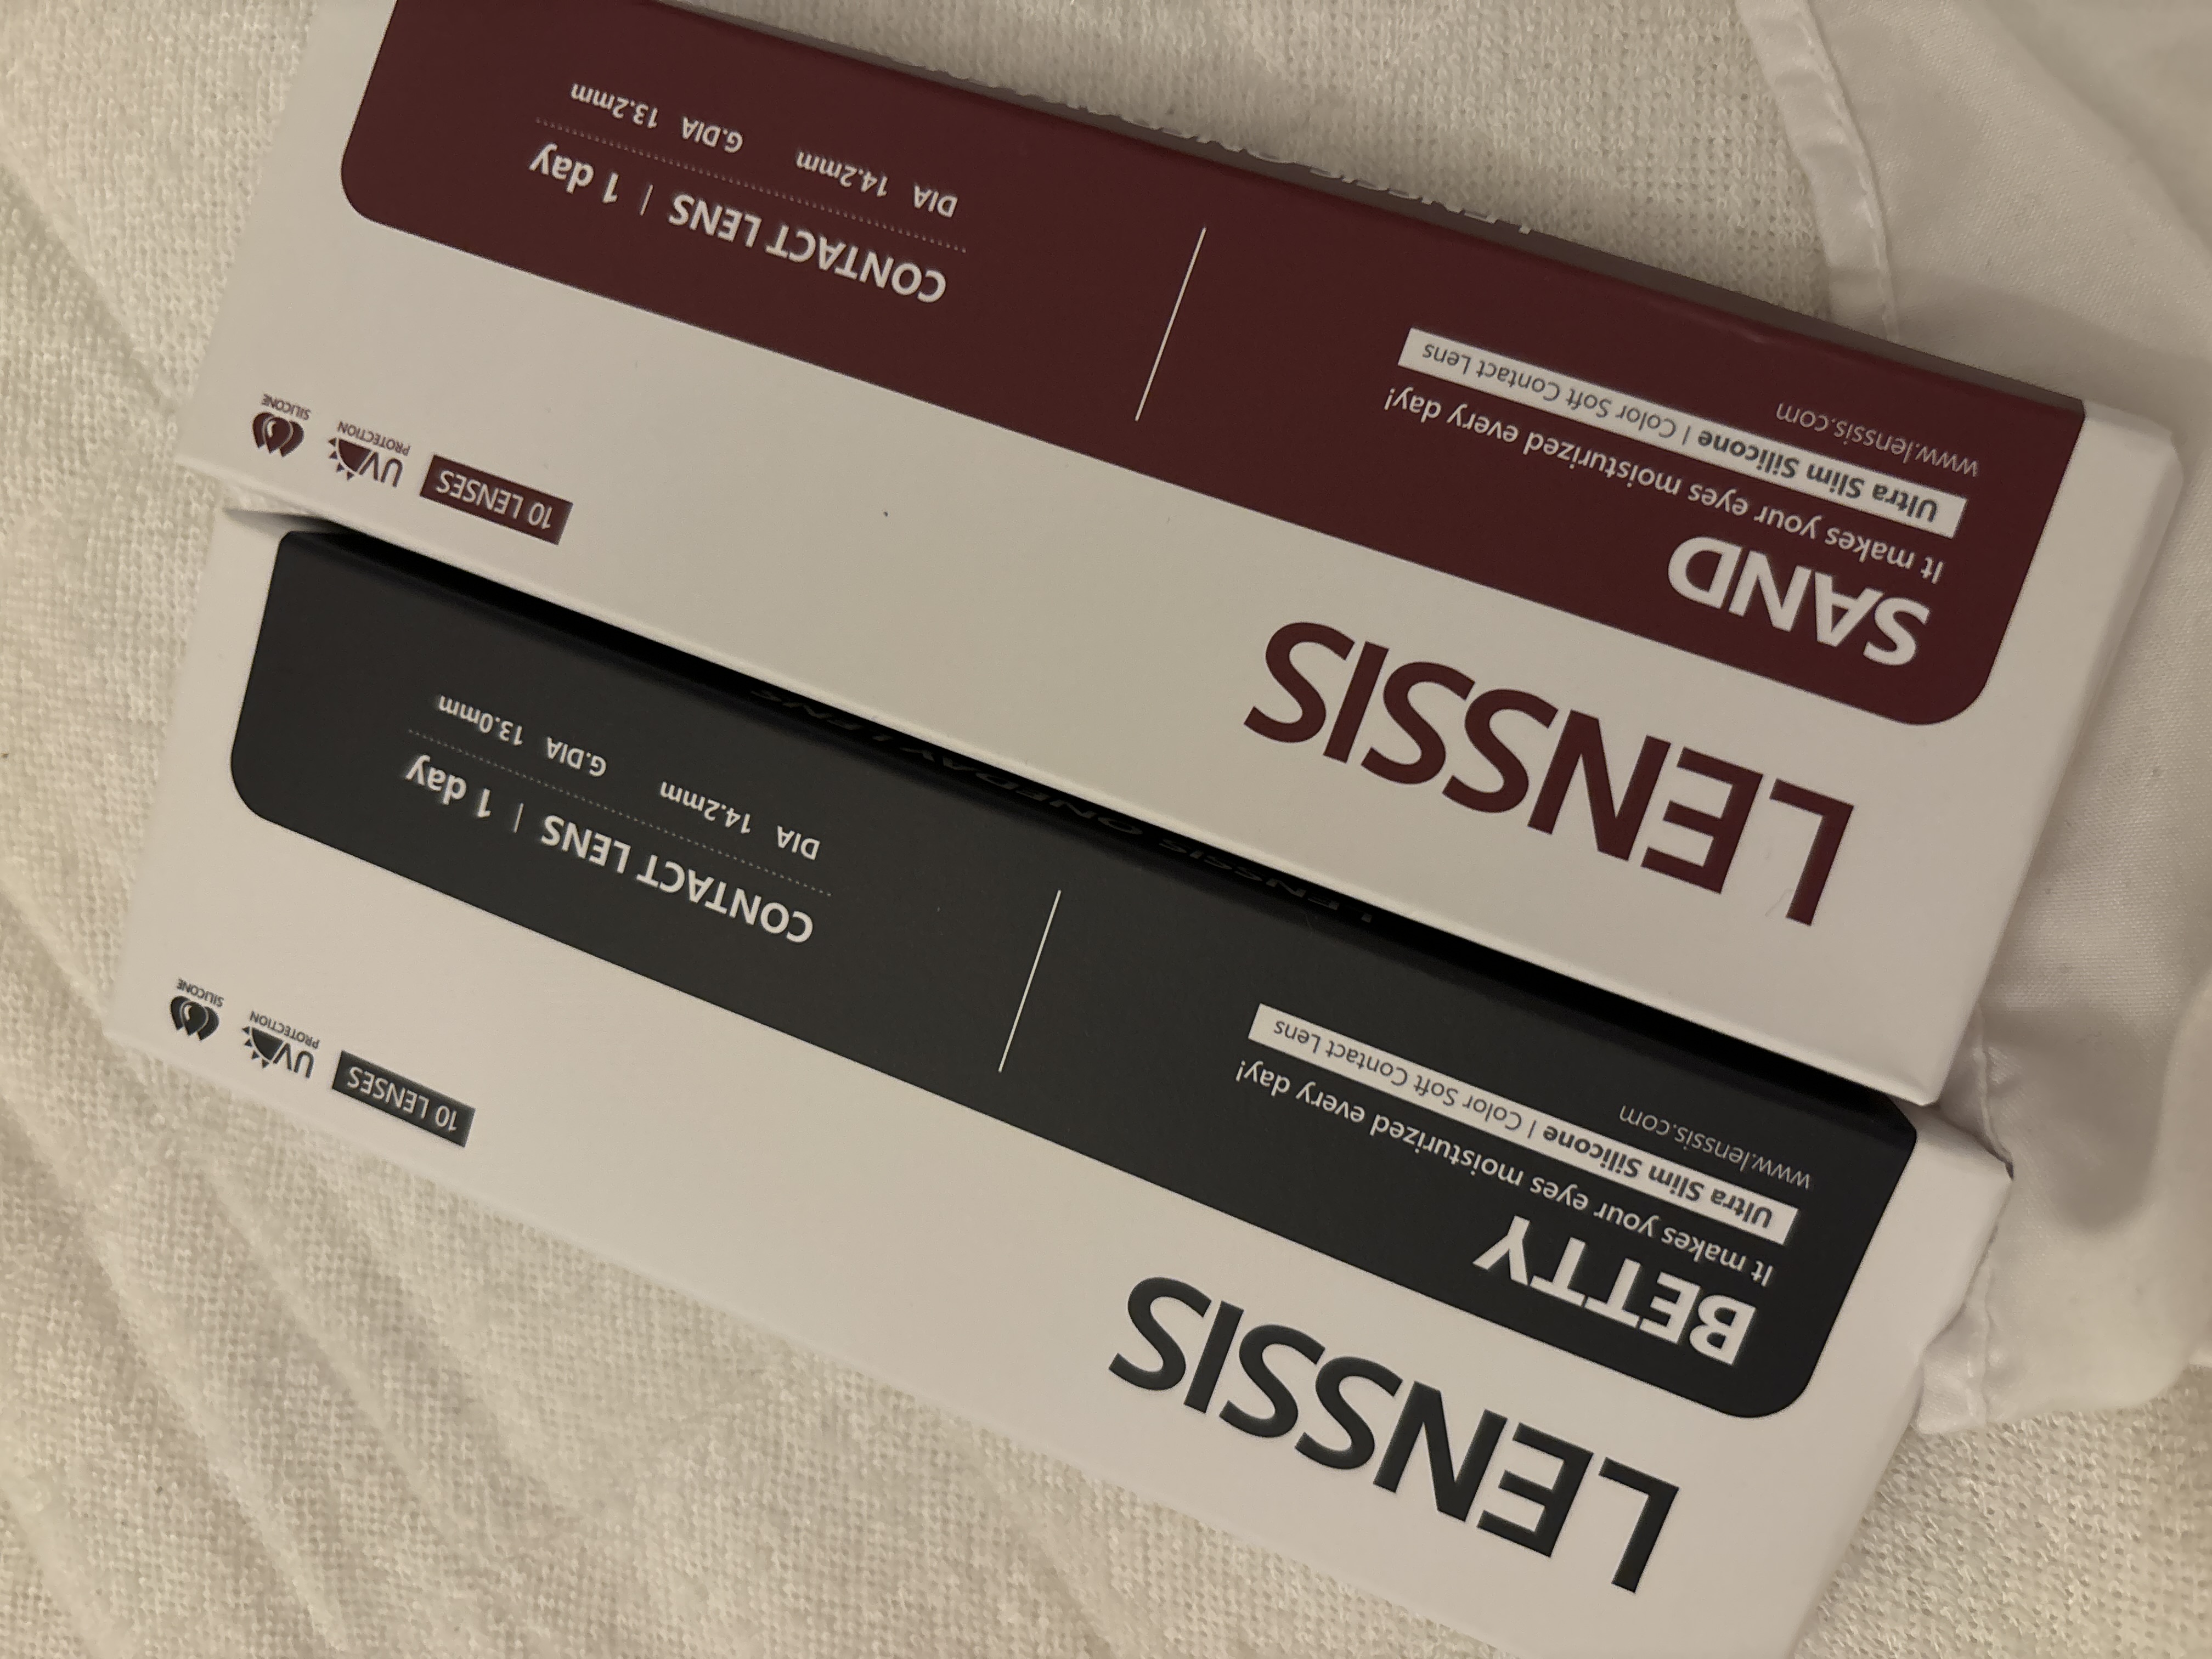 LENSSIS
BETTY
It makes your eyes moisturized every day!
Ultra Slim Silicone | Color Soft Contact Lens
www.lenssis.com
10 LENSES
UV
PROTECTION
SILICONE
CONTACT LENS | 1 day
DIA 14.2mm G.DIA 13.0mm
LENSSIS ONEDAY LENS
LENSSIS
SAND
It makes your eyes moisturized every day!
Ultra Slim Silicone | Color Soft Contact Lens
www.lenssis.com
10 LENSES
UV
PROTECTION
SILICONE
CONTACT LENS | 1 day
DIA 14.2mm G.DIA 13.2mm